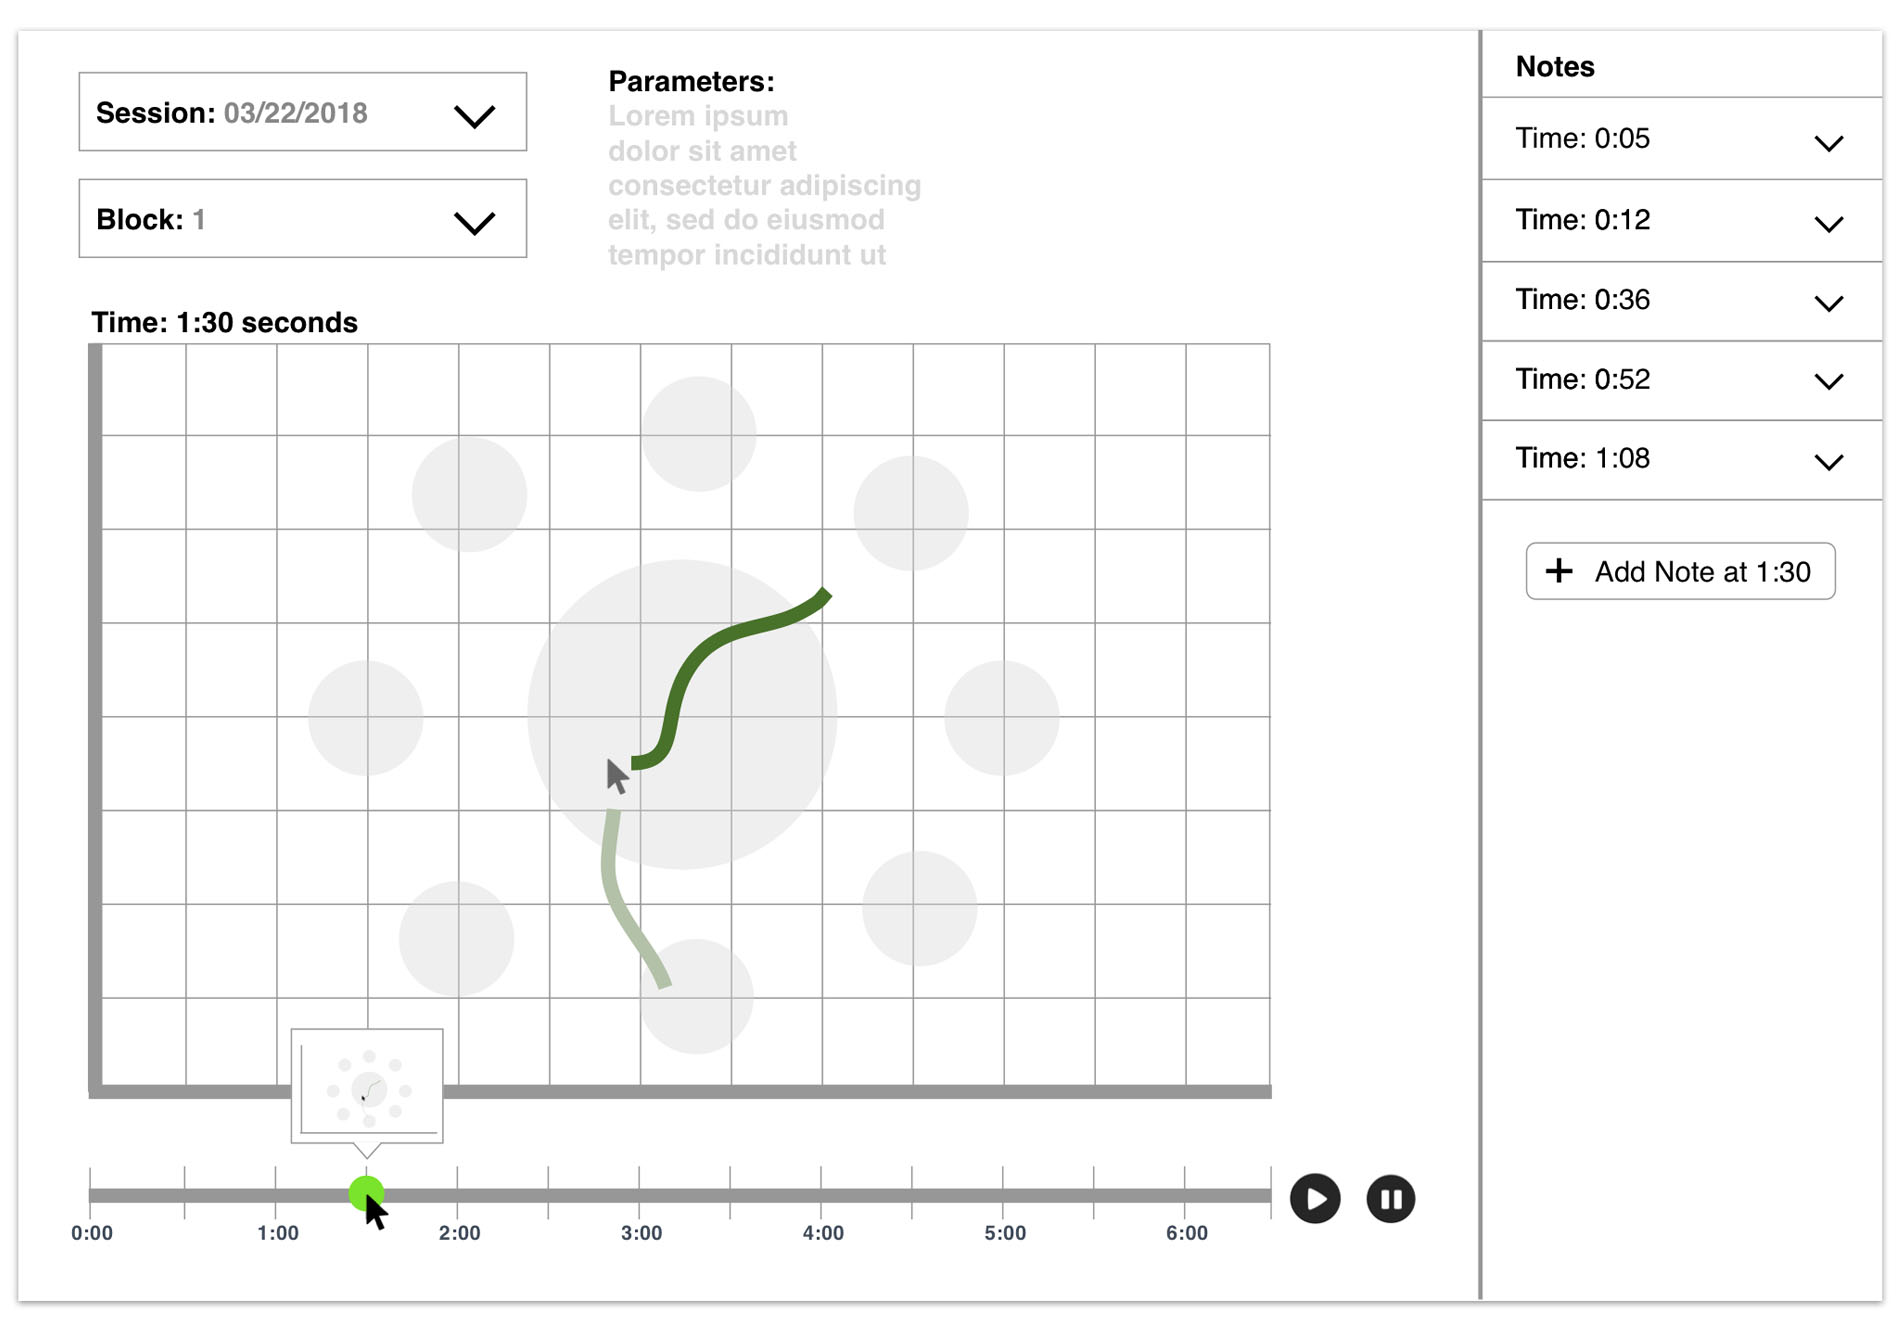 Session: 03/22/2018
Block: 1
Parameters:
Lorem ipsum
dolor sit amet
consectetur adipiscing
elit, sed do eiusmod
tempor incididunt ut
Time: 1:30 seconds
0:00 1:00 2:00 3:00 4:00 5:00 6:00
Notes
Time: 0:05
Time: 0:12
Time: 0:36
Time: 0:52
Time: 1:08
+ Add Note at 1:30